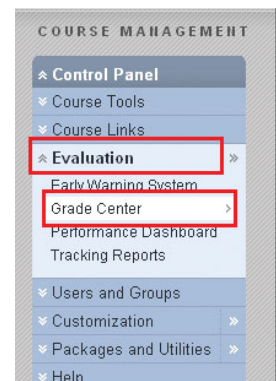 COURSE MANAGEMENT
Control Panel
Course Tools
Course Links
Evaluation
Early Warning System
Grade Center
Performance Dashboard
Tracking Reports
Users and Groups
Customization
Packages and Utilities
Help